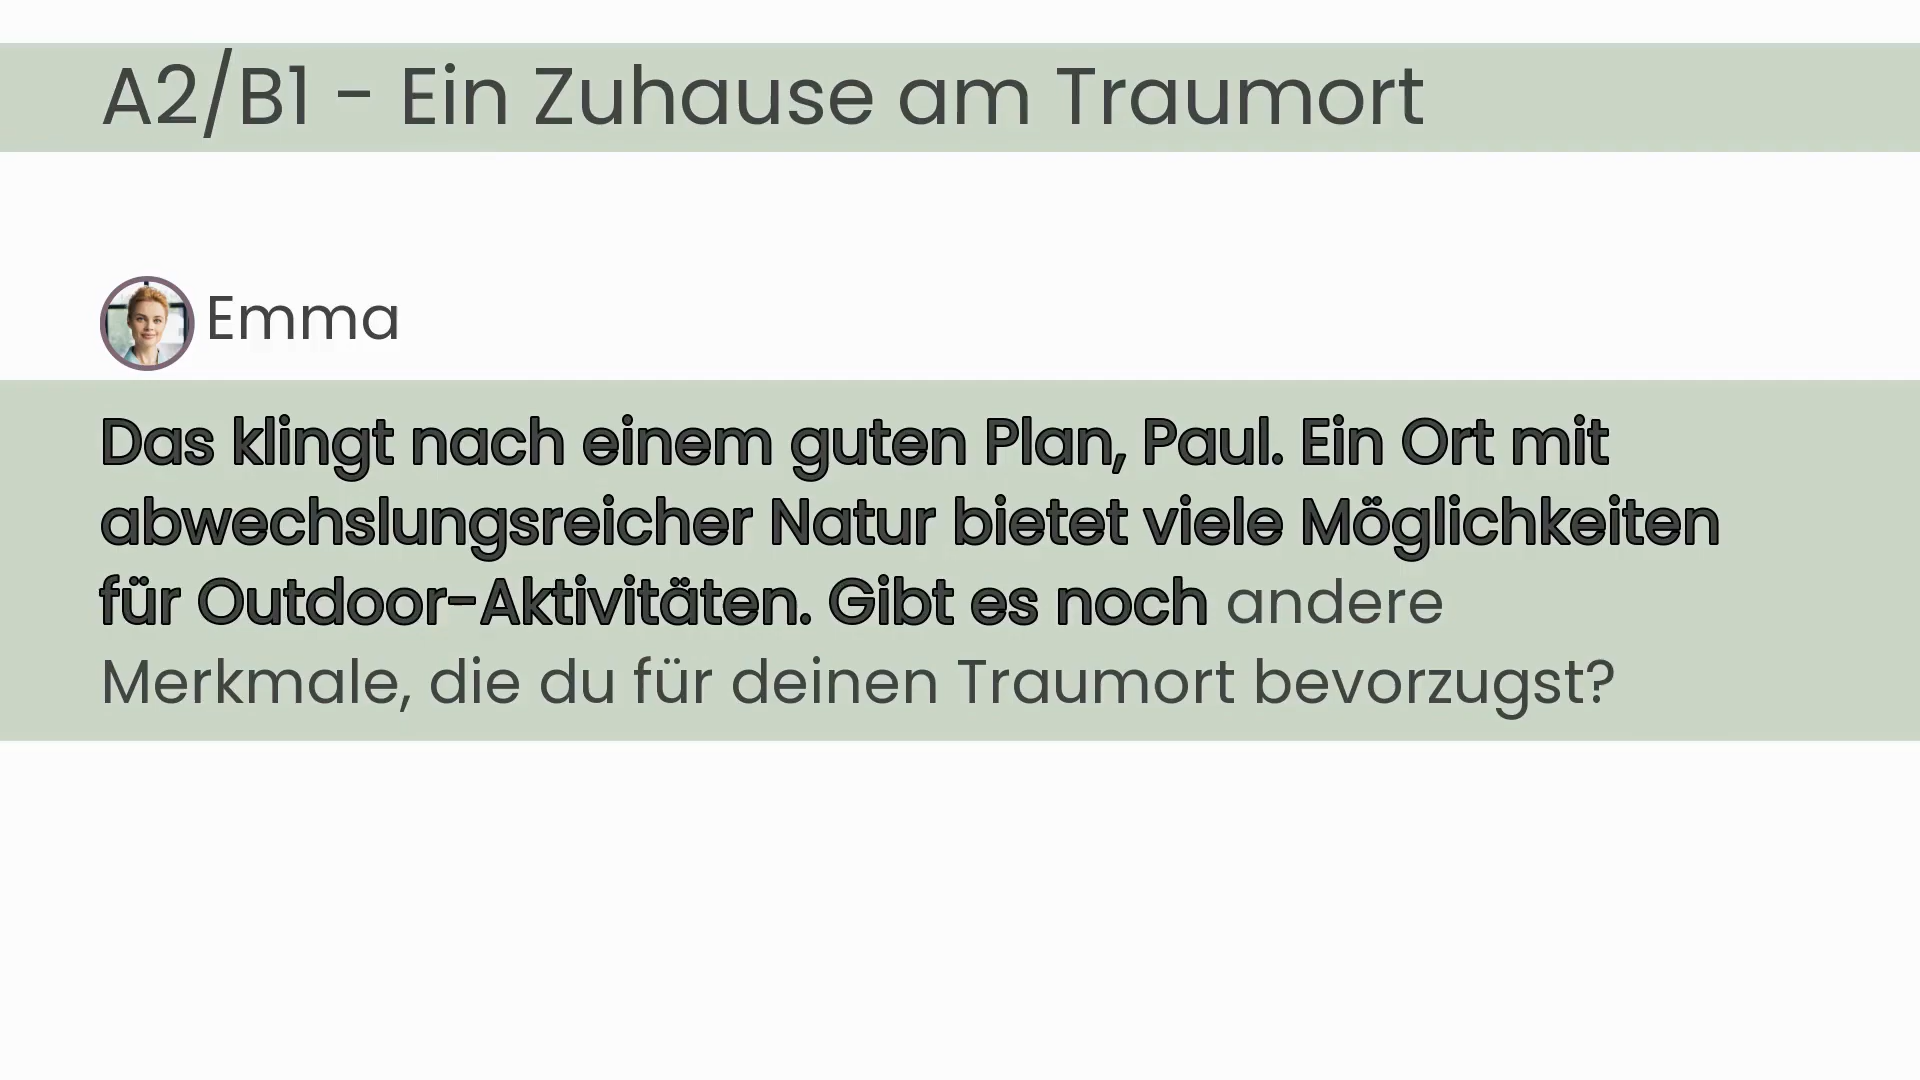 A2/B1 - Ein Zuhause am Traumort
Emma
Das klingt nach einem guten Plan, Paul. Ein Ort mit
abwechslungsreicher Natur bietet viele Möglichkeiten
für Outdoor-Aktivitäten. Gibt es noch andere
Merkmale, die du für deinen Traumort bevorzugst?